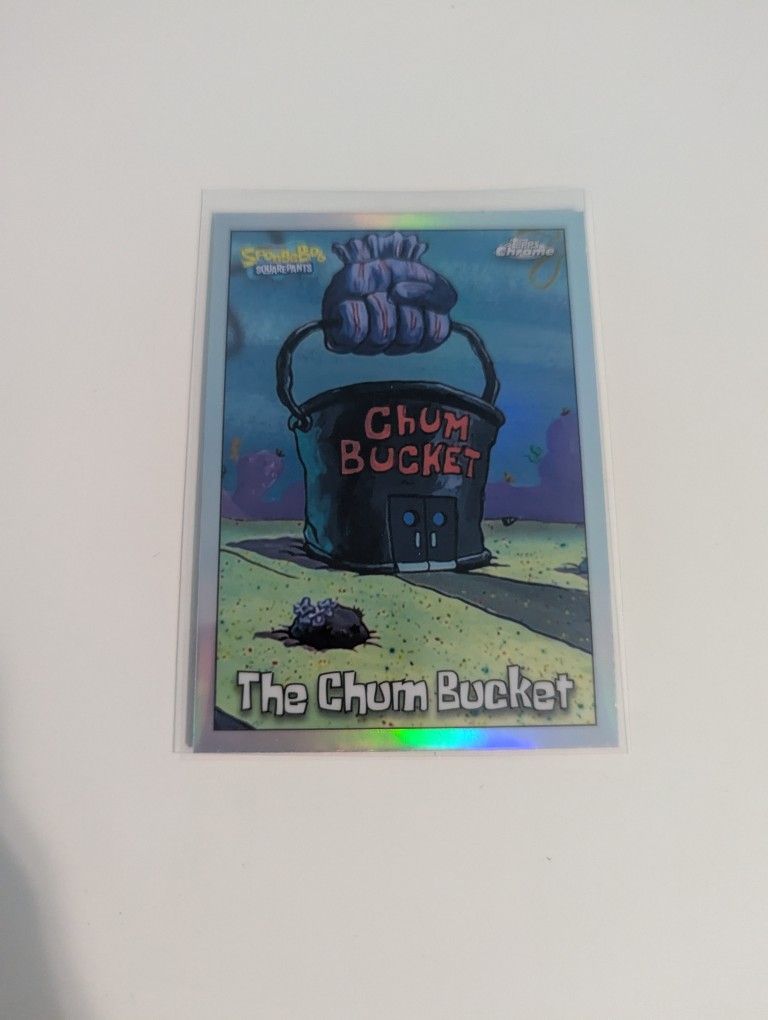 SpongeBob
SQUAREPANTS
Topps
Chrome
Chum
Bucket
The Chum Bucket